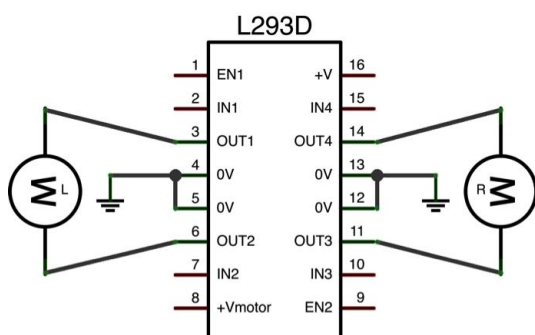 L293D
1 EN1 +V 16
2 IN1 IN4 15
3 OUT1 OUT4 14
4 0V 0V 13
5 0V 0V 12
6 OUT2 OUT3 11
7 IN2 IN3 10
8 +Vmotor EN2 9
M L
M R